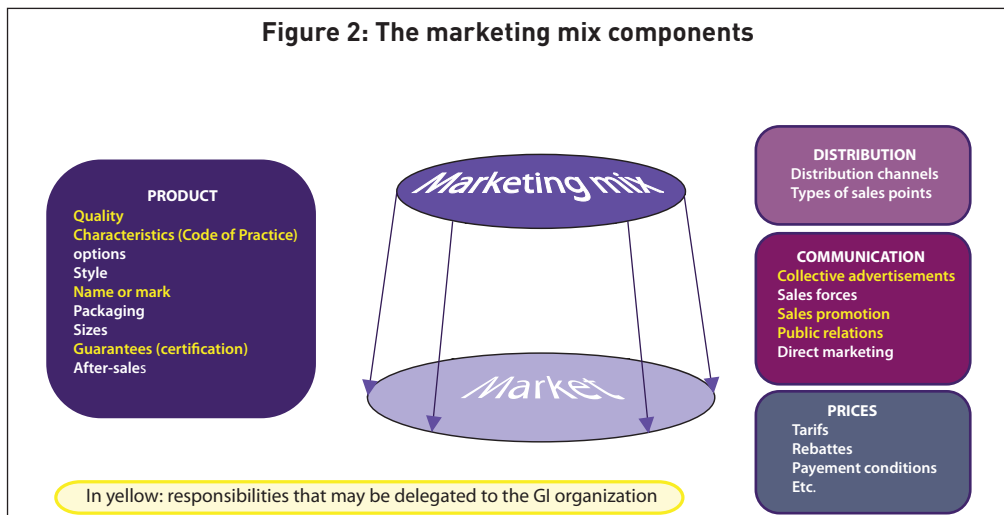 Figure 2: The marketing mix components
PRODUCT
Quality
Characteristics (Code of Practice)
options
Style
Name or mark
Packaging
Sizes
Guarantees (certification)
After-sales
Marketing mix
Market
DISTRIBUTION
Distribution channels
Types of sales points
COMMUNICATION
Collective advertisements
Sales forces
Sales promotion
Public relations
Direct marketing
PRICES
Tarifs
Rebattes
Payement conditions
Etc.
In yellow: responsibilities that may be delegated to the GI organization